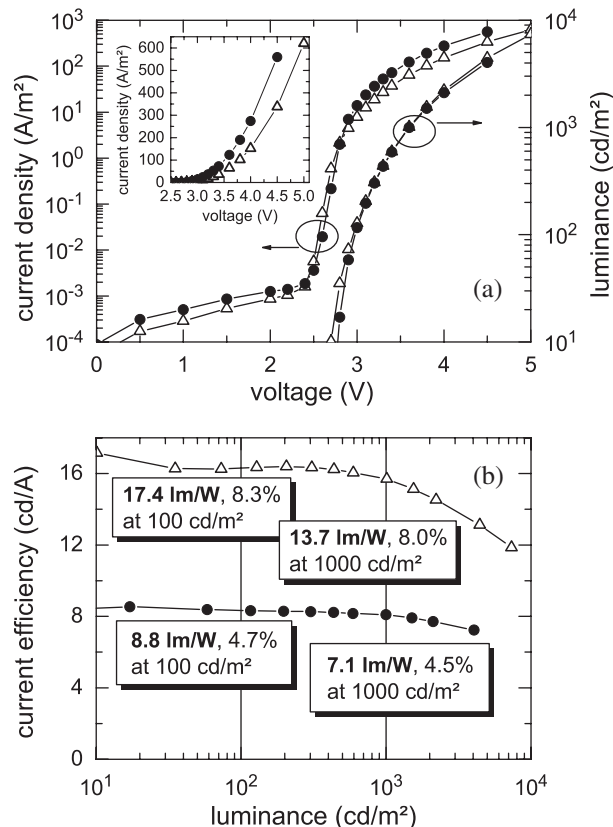 10³
10²
10¹
10⁰
10⁻¹
10⁻²
10⁻³
10⁻⁴
current density (A/m²)
600
500
400
300
200
100
0
current density (A/m²)
2.5 3.0 3.5 4.0 4.5 5.0
voltage (V)
10⁴
10³
10²
10¹
luminance (cd/m²)
(a)
0 1 2 3 4 5
voltage (V)
16
12
8
4
0
current efficiency (cd/A)
(b)
17.4 lm/W, 8.3%
at 100 cd/m²
13.7 lm/W, 8.0%
at 1000 cd/m²
8.8 lm/W, 4.7%
at 100 cd/m²
7.1 lm/W, 4.5%
at 1000 cd/m²
10¹ 10² 10³ 10⁴
luminance (cd/m²)